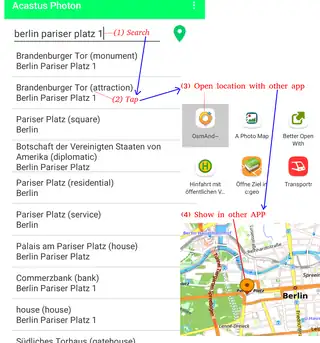 Acastus Photon
berlin pariser platz 1
(1) Search
Brandenburger Tor (monument)
Berlin Pariser Platz 1
Brandenburger Tor (attraction)
Berlin Pariser Platz 1
(2) Tap
Pariser Platz (square)
Berlin
Botschaft der Vereinigten Staaten von
Amerika (diplomatic)
Berlin Pariser Platz
Pariser Platz (residential)
Berlin
Pariser Platz (service)
Berlin
Palais am Pariser Platz (house)
Berlin Pariser Platz
Commerzbank (bank)
Berlin Pariser Platz 1
house (house)
Berlin Pariser Platz 1
Südliches Torhaus (gatehouse)
(3) Open location with other app
OsmAnd~
A Photo Map
Better Open
With
Hinfahrt mit
öffentlichen V...
Öffne Ziel in
c:geo
Transportr
(4) Show in other APP
Pariser Platz
Berlin